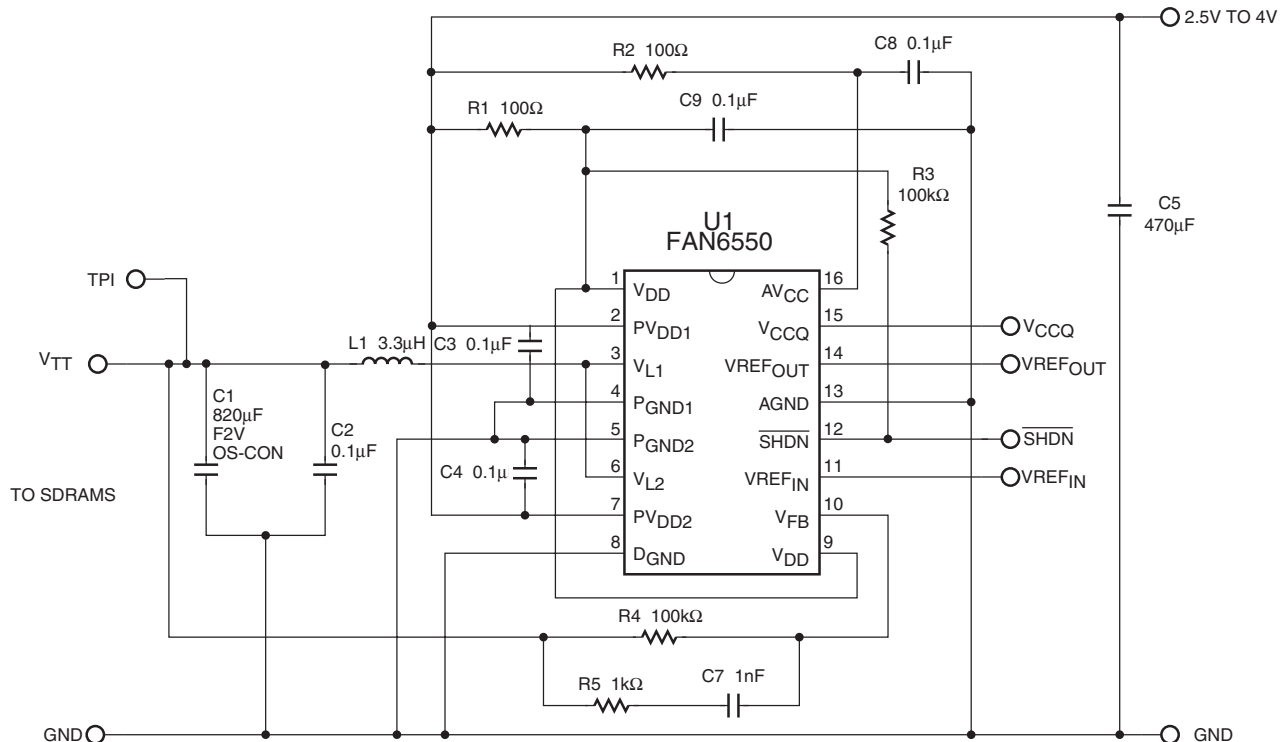 2.5V TO 4V
R2 100Ω
C8 0.1µF
C9 0.1µF
R1 100Ω
R3
100kΩ
C5
470µF
U1
FAN6550
TPI
1
VDD
16
AVCC
2
PVDD1
15
VCCQ
VCCQ
VTT
L1 3.3µH
C3 0.1µF
3
VL1
14
VREFOUT
VREFOUT
C1
820µF
F2V
OS-CON
C2
0.1µF
4
PGND1
13
AGND
5
PGND2
12
SHDN
SHDN
TO SDRAMS
C4 0.1µ
6
VL2
11
VREFIN
VREFIN
7
PVDD2
10
VFB
8
DGND
9
VDD
R4 100kΩ
R5 1kΩ
C7 1nF
GND
GND